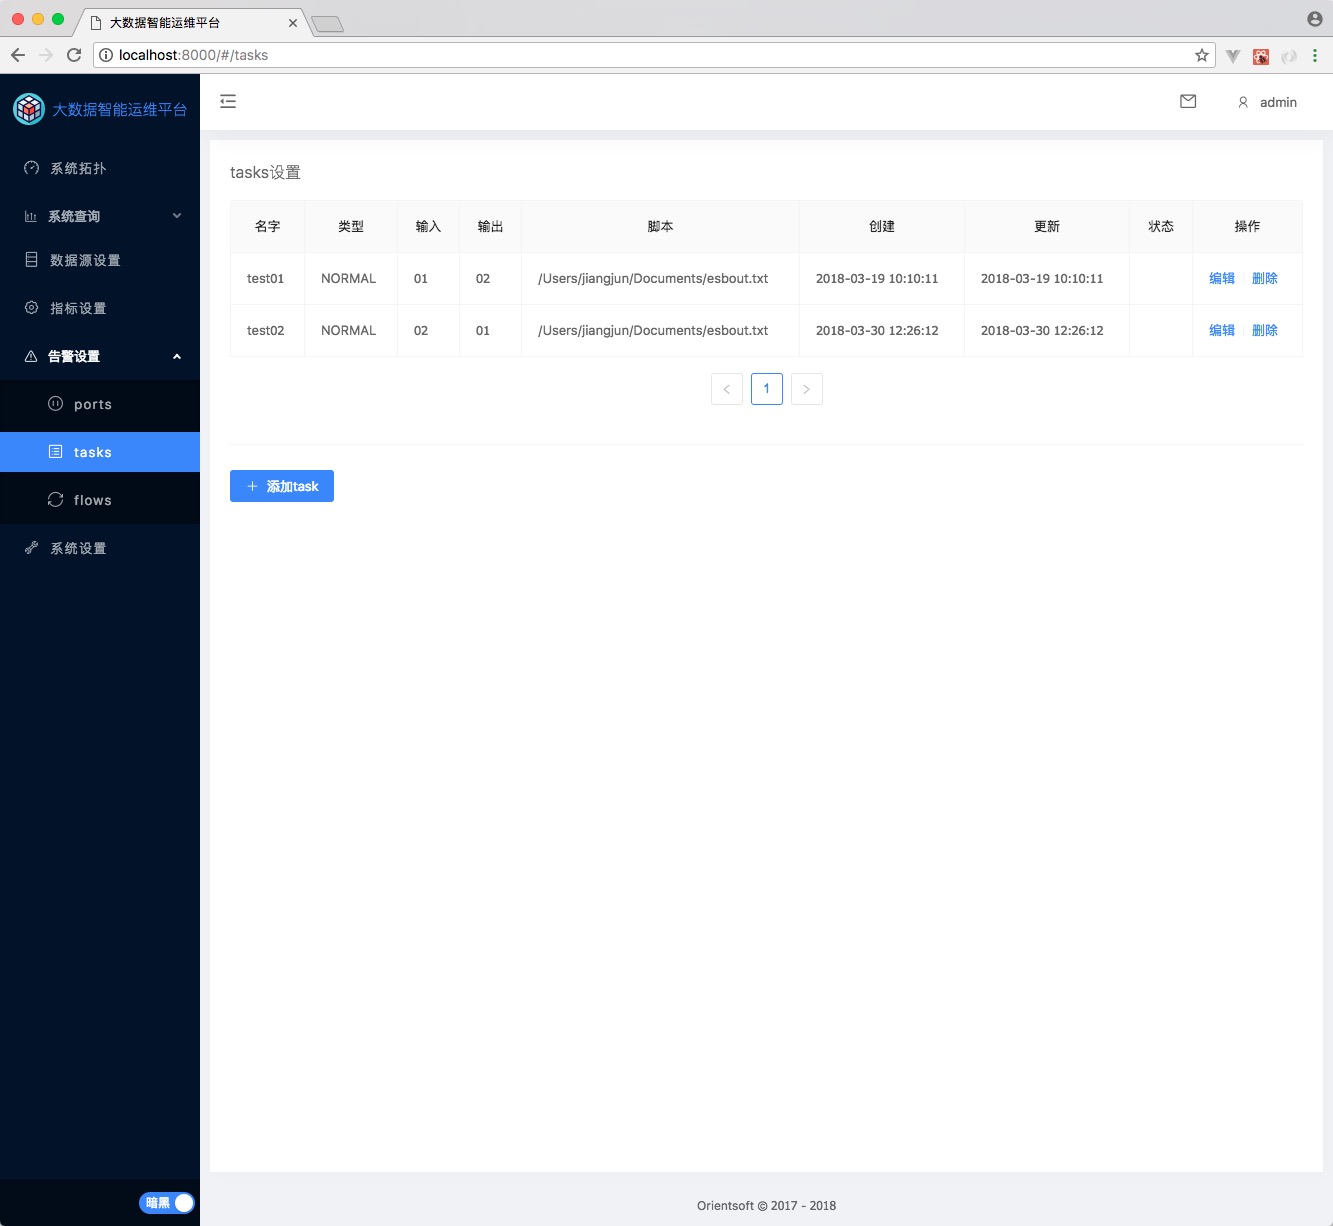 大数据智能运维平台
localhost:8000/#/tasks
大数据智能运维平台
admin
系统拓扑
系统查询
数据源设置
指标设置
告警设置
ports
tasks
flows
系统设置
暗黑
tasks设置
名字 类型 输入 输出 脚本 创建 更新 状态 操作
test01 NORMAL 01 02 /Users/jiangjun/Documents/esbout.txt 2018-03-19 10:10:11 2018-03-19 10:10:11 编辑 删除
test02 NORMAL 02 01 /Users/jiangjun/Documents/esbout.txt 2018-03-30 12:26:12 2018-03-30 12:26:12 编辑 删除
< 1 >
+ 添加task
Orientsoft © 2017 - 2018